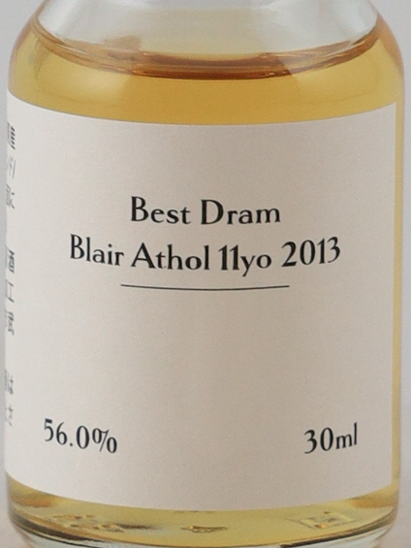 Best Dram
Blair Athol 11yo 2013
56.0%
30ml